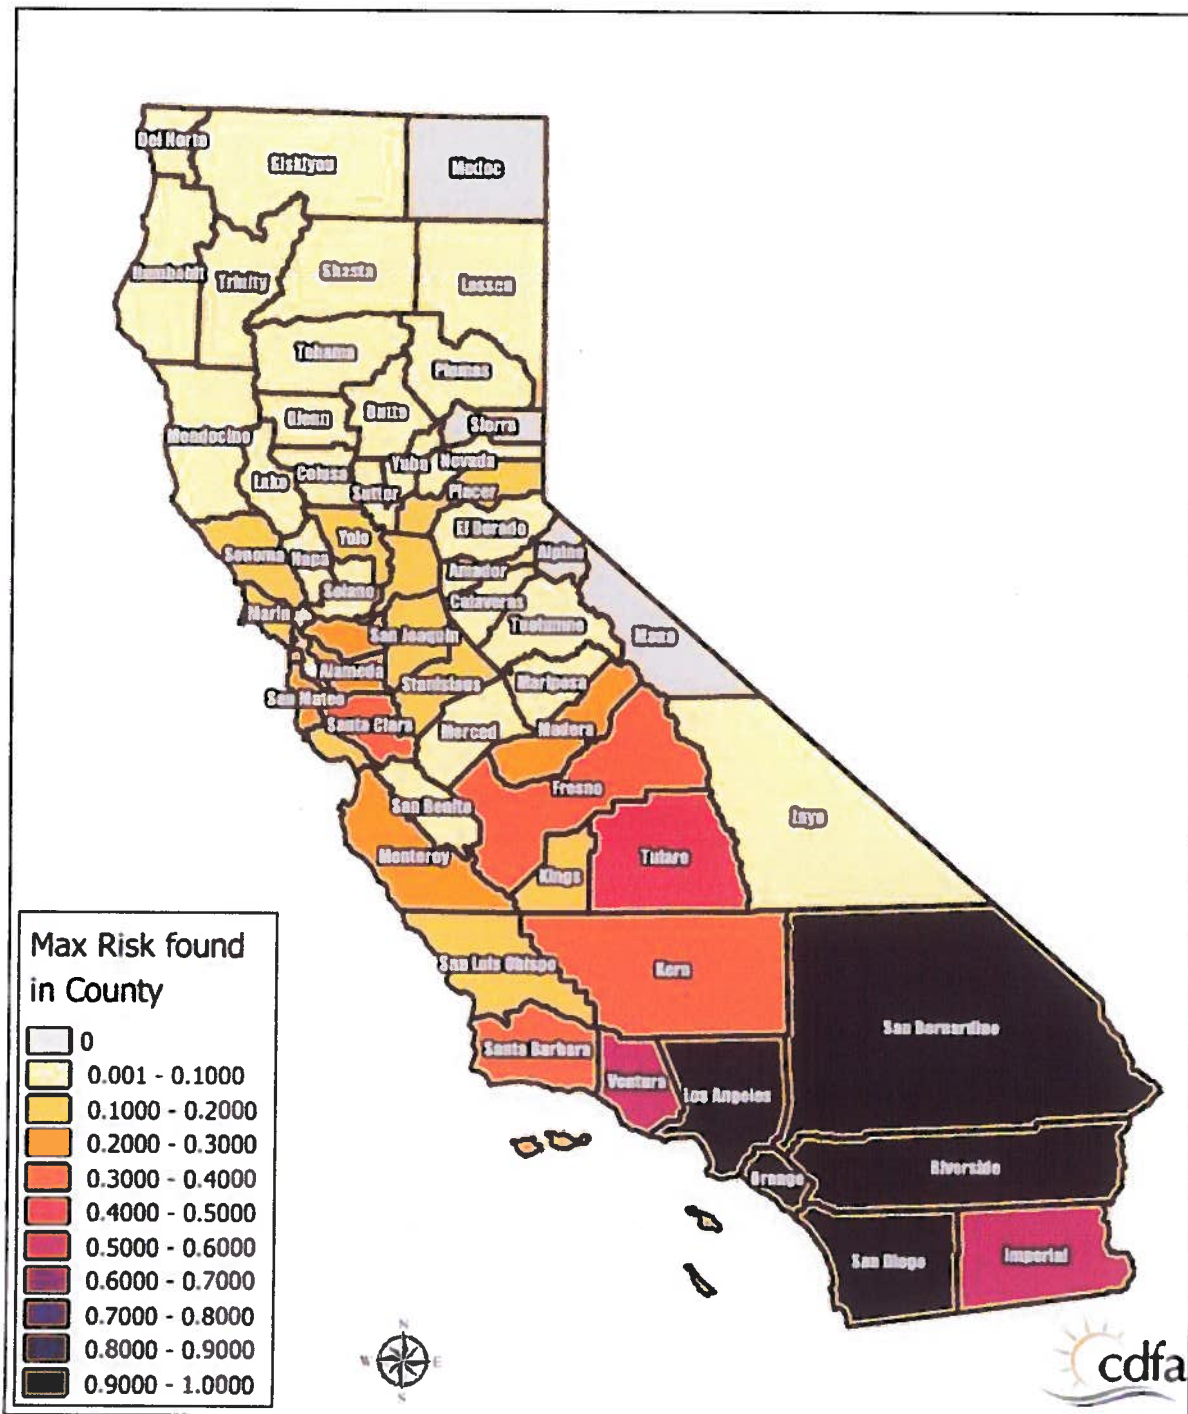 Del Norte
Siskiyou
Modoc
Humboldt
Trinity
Shasta
Lassen
Tehama
Plumas
Glenn
Butte
Sierra
Mendocino
Yuba
Nevada
Lake
Colusa
Sutter
Placer
El Dorado
Yolo
Sonoma
Napa
Alpine
Amador
Solano
Calaveras
Marin
Tuolumne
San Joaquin
Mono
Alameda
Stanislaus
Mariposa
San Mateo
Santa Clara
Merced
Madera
Fresno
San Benito
Inyo
Monterey
Tulare
Kings
San Luis Obispo
Kern
San Bernardino
Santa Barbara
Ventura
Los Angeles
Riverside
Orange
San Diego
Imperial
Max Risk found
in County
0
0.001 - 0.1000
0.1000 - 0.2000
0.2000 - 0.3000
0.3000 - 0.4000
0.4000 - 0.5000
0.5000 - 0.6000
0.6000 - 0.7000
0.7000 - 0.8000
0.8000 - 0.9000
0.9000 - 1.0000
N
W E
S
cdfa